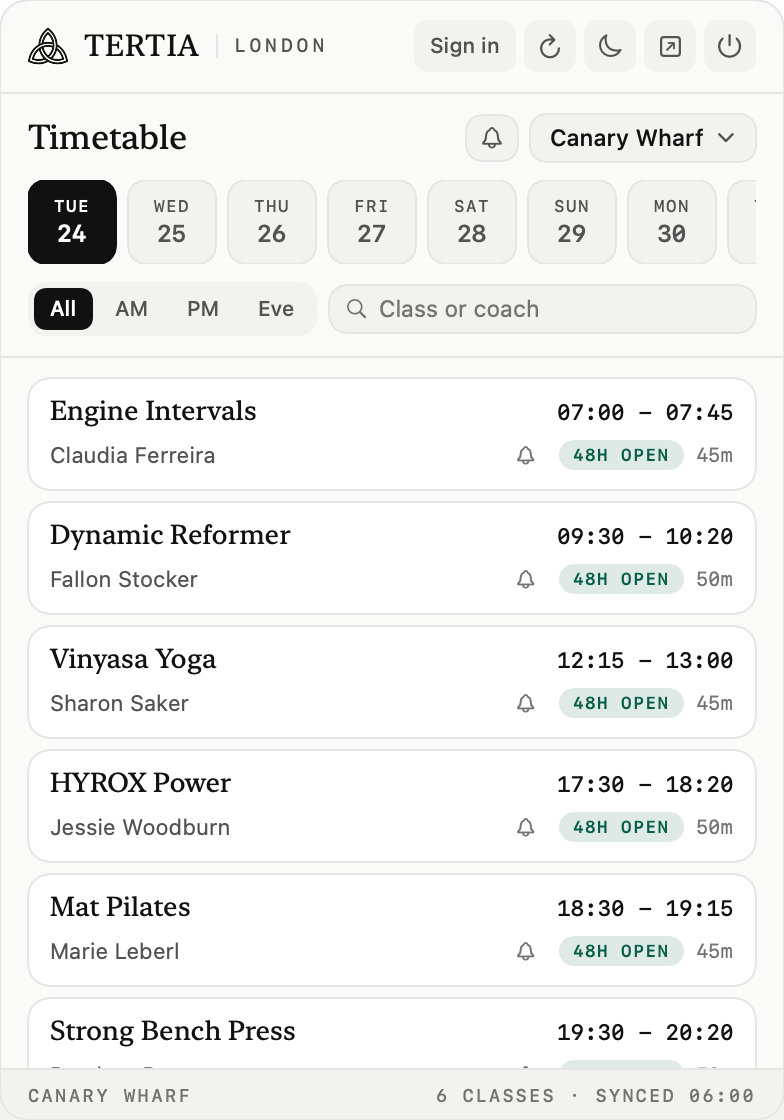 TERTIA LONDON Sign in
Timetable Canary Wharf
TUE WED THU FRI SAT SUN MON
24 25 26 27 28 29 30
All AM PM Eve Class or coach
Engine Intervals 07:00 – 07:45
Claudia Ferreira 48H OPEN 45m
Dynamic Reformer 09:30 – 10:20
Fallon Stocker 48H OPEN 50m
Vinyasa Yoga 12:15 – 13:00
Sharon Saker 48H OPEN 45m
HYROX Power 17:30 – 18:20
Jessie Woodburn 48H OPEN 50m
Mat Pilates 18:30 – 19:15
Marie Leberl 48H OPEN 45m
Strong Bench Press 19:30 – 20:20
CANARY WHARF 6 CLASSES · SYNCED 06:00